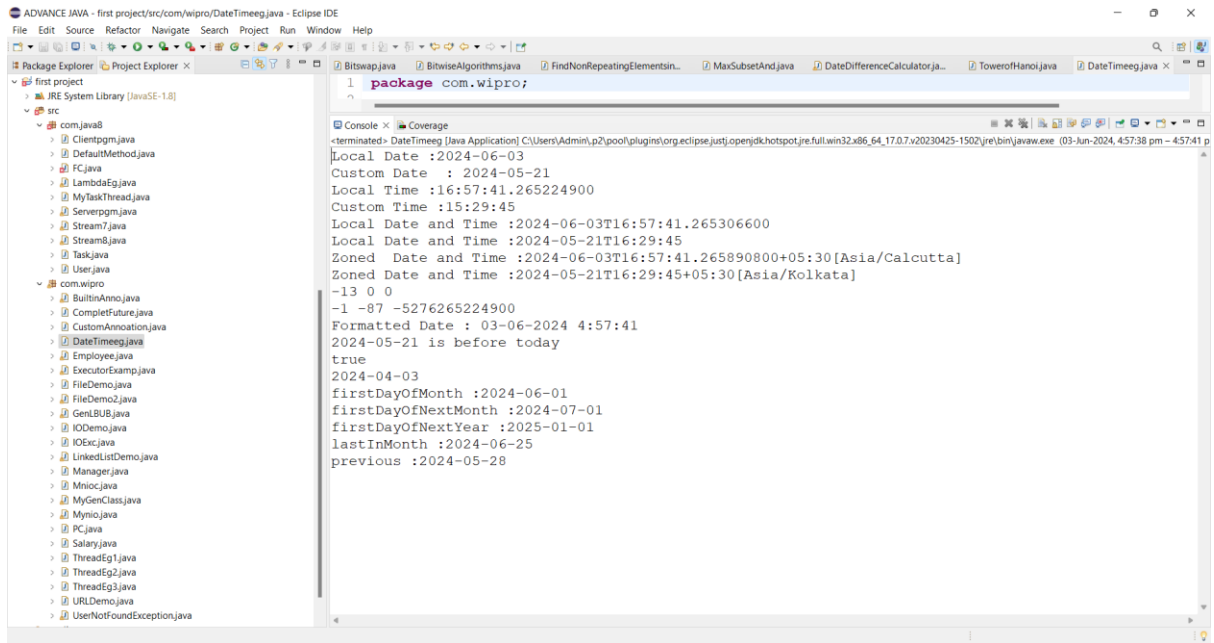 ADVANCE JAVA - first project/src/com/wipro/DateTimeeg.java - Eclipse IDE
File Edit Source Refactor Navigate Search Project Run Window Help
Package Explorer Project Explorer
Bitswap.java BitwiseAlgorithms.java FindNonRepeatingElementsin... MaxSubsetAnd.java DateDifferenceCalculator.ja... TowerofHanoi.java DateTimeeg.java
first project
JRE System Library [JavaSE-1.8]
src
com.java8
Clientpgm.java
DefaultMethod.java
FC.java
LambdaEg.java
MyTaskThread.java
Serverpgm.java
Stream7.java
Stream8.java
Task.java
User.java
com.wipro
BuiltinAnno.java
CompletFuture.java
CustomAnnoation.java
DateTimeeg.java
Employee.java
ExecutorExamp.java
FileDemo.java
FileDemo2.java
GenLBUB.java
IODemo.java
IOExc.java
LinkedListDemo.java
Manager.java
Mnioc.java
MyGenClass.java
Mynio.java
PC.java
Salary.java
ThreadEg1.java
ThreadEg2.java
ThreadEg3.java
URLDemo.java
UserNotFoundException.java
1 package com.wipro;
Console Coverage
<terminated> DateTimeeg [Java Application] C:\Users\Admin\.p2\pool\plugins\org.eclipse.justj.openjdk.hotspot.jre.full.win32.x86_64_17.0.7.v20230425-1502\jre\bin\javaw.exe (03-Jun-2024, 4:57:38 pm – 4:57:41 p
Local Date :2024-06-03
Custom Date : 2024-05-21
Local Time :16:57:41.265224900
Custom Time :15:29:45
Local Date and Time :2024-06-03T16:57:41.265306600
Local Date and Time :2024-05-21T16:29:45
Zoned Date and Time :2024-06-03T16:57:41.265890800+05:30[Asia/Calcutta]
Zoned Date and Time :2024-05-21T16:29:45+05:30[Asia/Kolkata]
-13 0 0
-1 -87 -5276265224900
Formatted Date : 03-06-2024 4:57:41
2024-05-21 is before today
true
2024-04-03
firstDayOfMonth :2024-06-01
firstDayOfNextMonth :2024-07-01
firstDayOfNextYear :2025-01-01
lastInMonth :2024-06-25
previous :2024-05-28